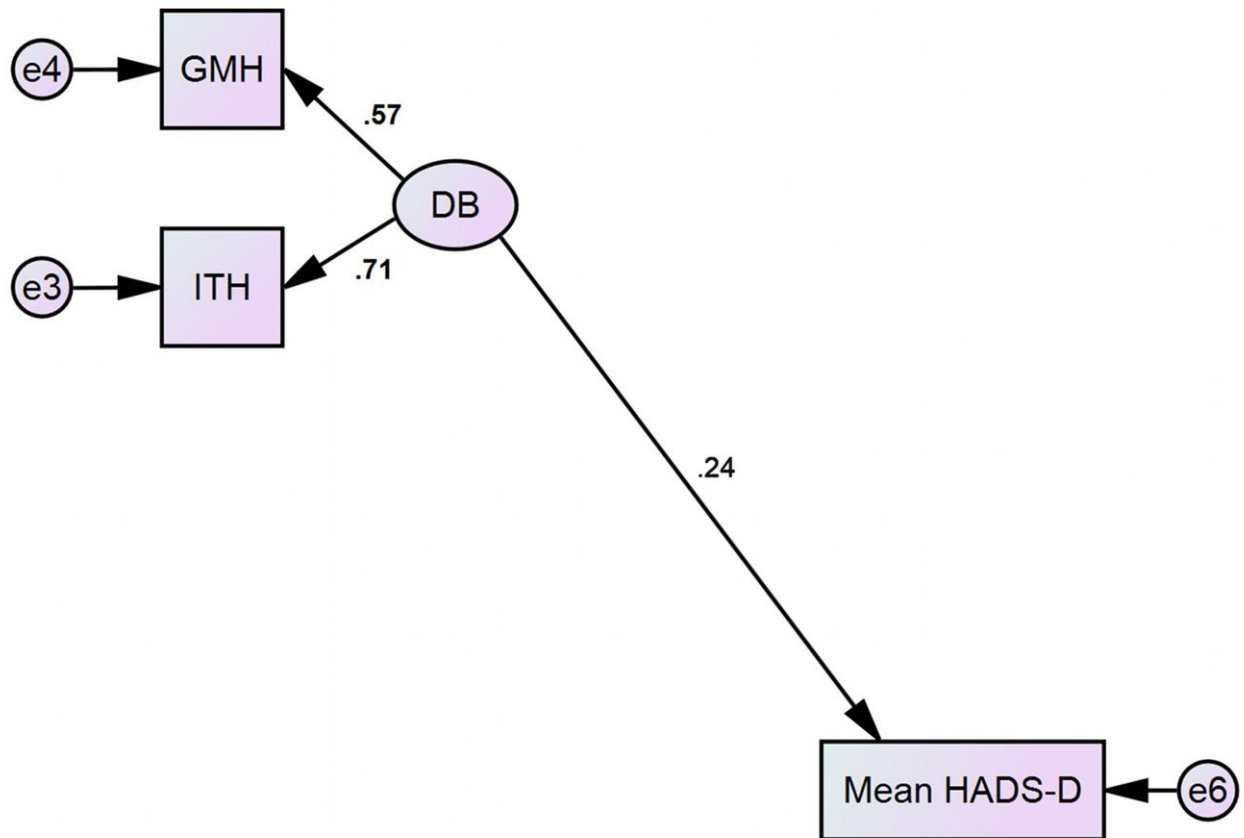 e4
GMH
.57
DB
e3
ITH
.71
.24
Mean HADS-D
e6